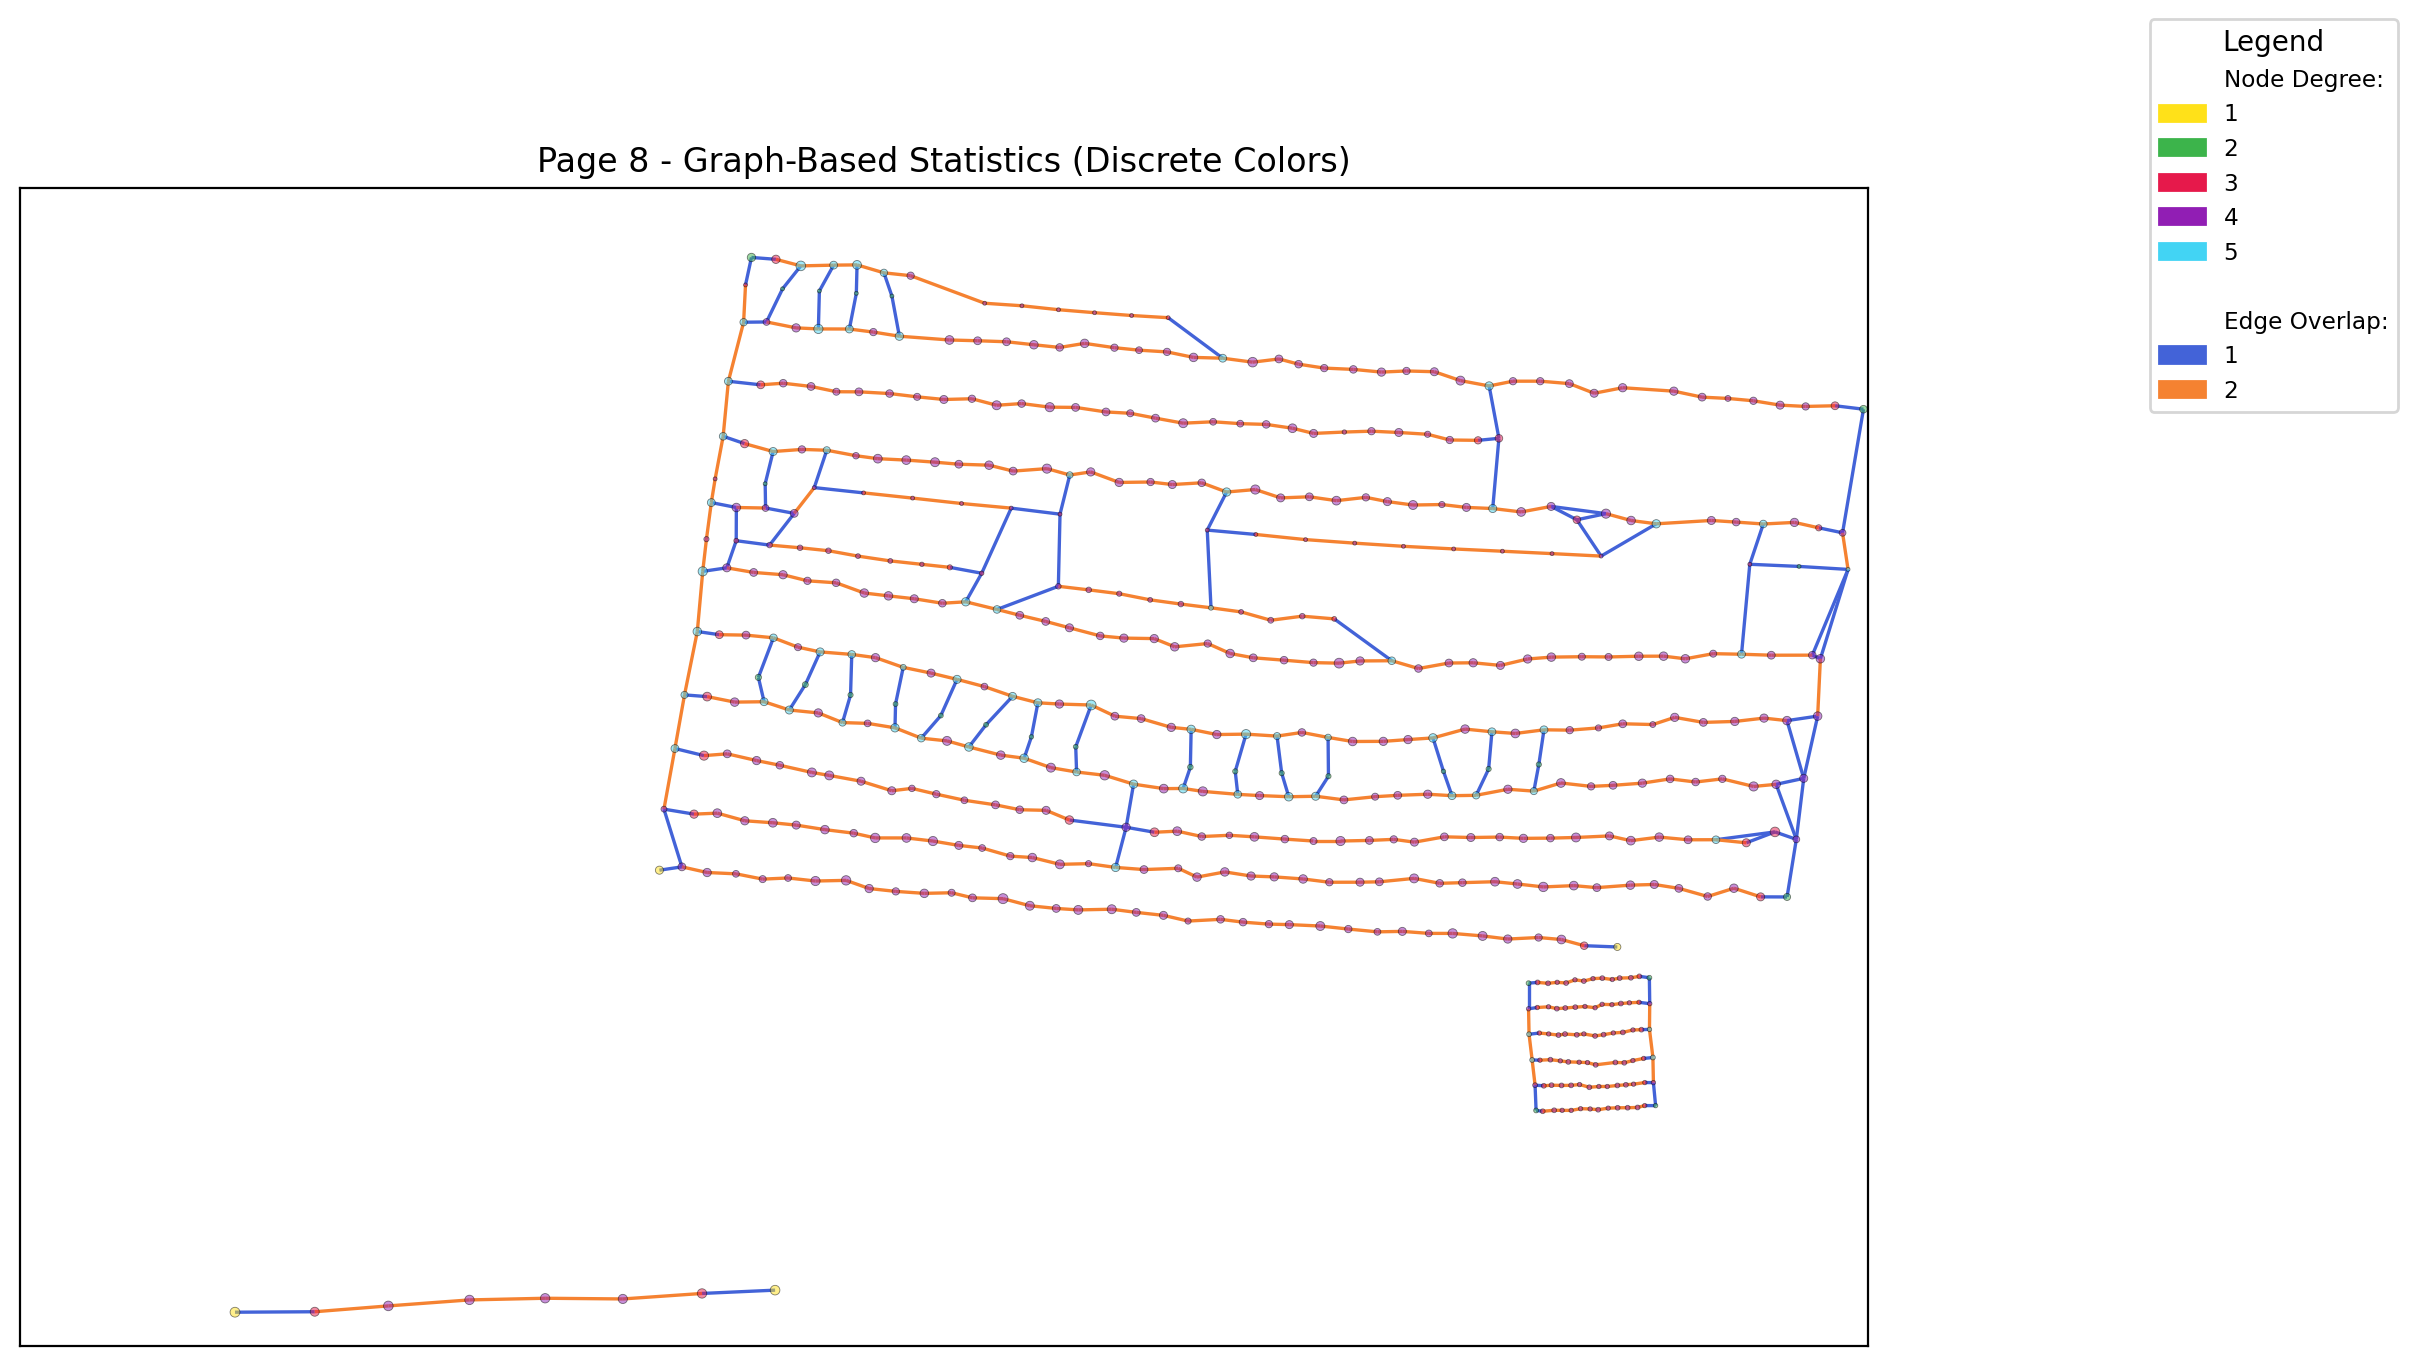 Page 8 - Graph-Based Statistics (Discrete Colors)
Legend
Node Degree:
1
2
3
4
5
Edge Overlap:
1
2